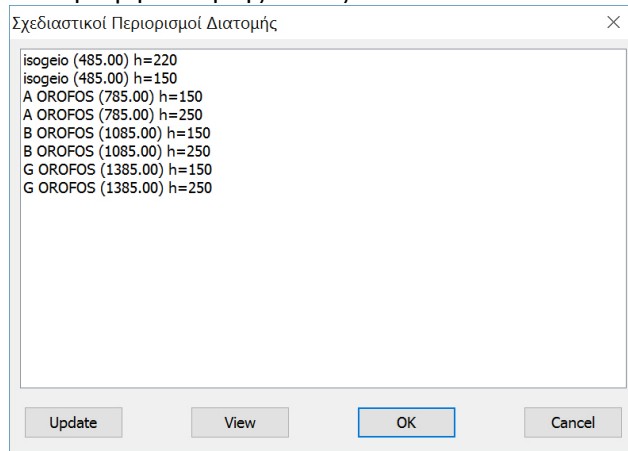 Σχεδιαστικοί Περιορισμοί Διατομής
isogeio (485.00) h=220
isogeio (485.00) h=150
A OROFOS (785.00) h=150
A OROFOS (785.00) h=250
B OROFOS (1085.00) h=150
B OROFOS (1085.00) h=250
G OROFOS (1385.00) h=150
G OROFOS (1385.00) h=250
Update View OK Cancel